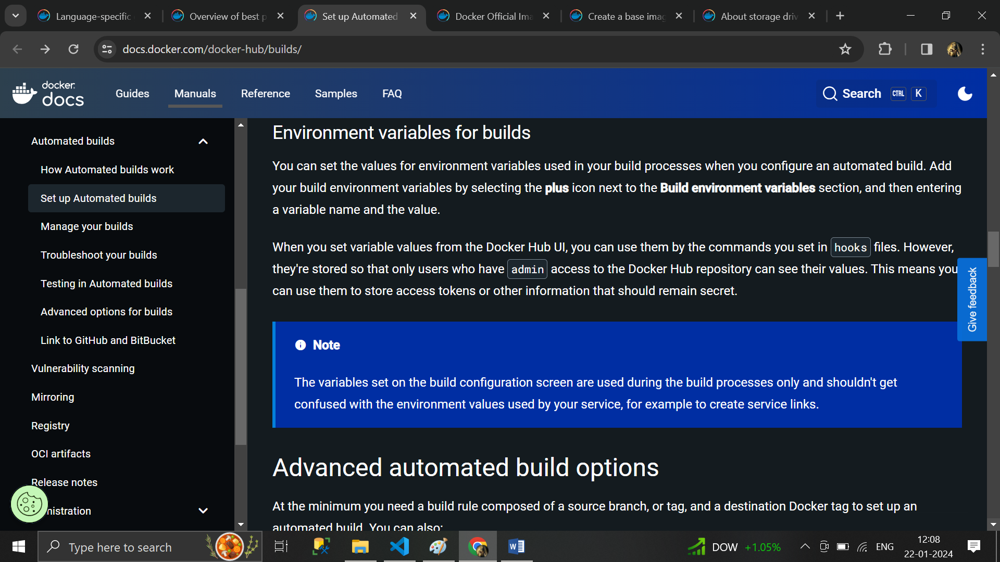 Language-specific
Overview of best p
Set up Automated
Docker Official Ima
Create a base imag
About storage driv
docs.docker.com/docker-hub/builds/
docker
docs
Guides
Manuals
Reference
Samples
FAQ
Search CTRL K
Automated builds
How Automated builds work
Set up Automated builds
Manage your builds
Troubleshoot your builds
Testing in Automated builds
Advanced options for builds
Link to GitHub and BitBucket
Vulnerability scanning
Mirroring
Registry
OCI artifacts
Release notes
nistration
Environment variables for builds
You can set the values for environment variables used in your build processes when you configure an automated build. Add
your build environment variables by selecting the plus icon next to the Build environment variables section, and then entering
a variable name and the value.
When you set variable values from the Docker Hub UI, you can use them by the commands you set in hooks files. However,
they're stored so that only users who have admin access to the Docker Hub repository can see their values. This means you
can use them to store access tokens or other information that should remain secret.
Note
The variables set on the build configuration screen are used during the build processes only and shouldn't get
confused with the environment values used by your service, for example to create service links.
Advanced automated build options
At the minimum you need a build rule composed of a source branch, or tag, and a destination Docker tag to set up an
automated build. You can also:
Give feedback
Type here to search
DOW +1.05%
ENG
12:08
22-01-2024